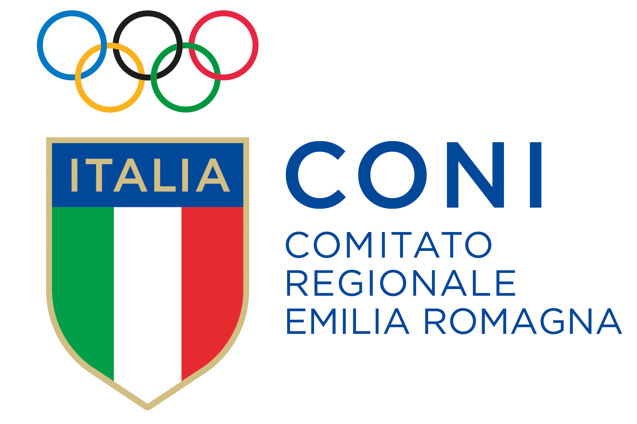 ITALIA
CONI
COMITATO
REGIONALE
EMILIA ROMAGNA